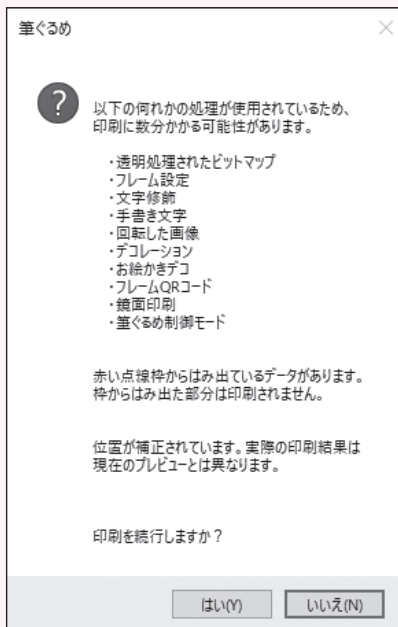 筆ぐるめ
以下の何れかの処理が使用されているため、
印刷に数分かかる可能性があります。
・透明処理されたビットマップ
・フレーム設定
・文字修飾
・手書き文字
・回転した画像
・デコレーション
・お絵かきデコ
・フレームQRコード
・鏡面印刷
・筆ぐるめ制御モード
赤い点線枠からはみ出ているデータがあります。
枠からはみ出た部分は印刷されません。
位置が補正されています。実際の印刷結果は
現在のプレビューとは異なります。
印刷を続行しますか？
はい(Y) いいえ(N)